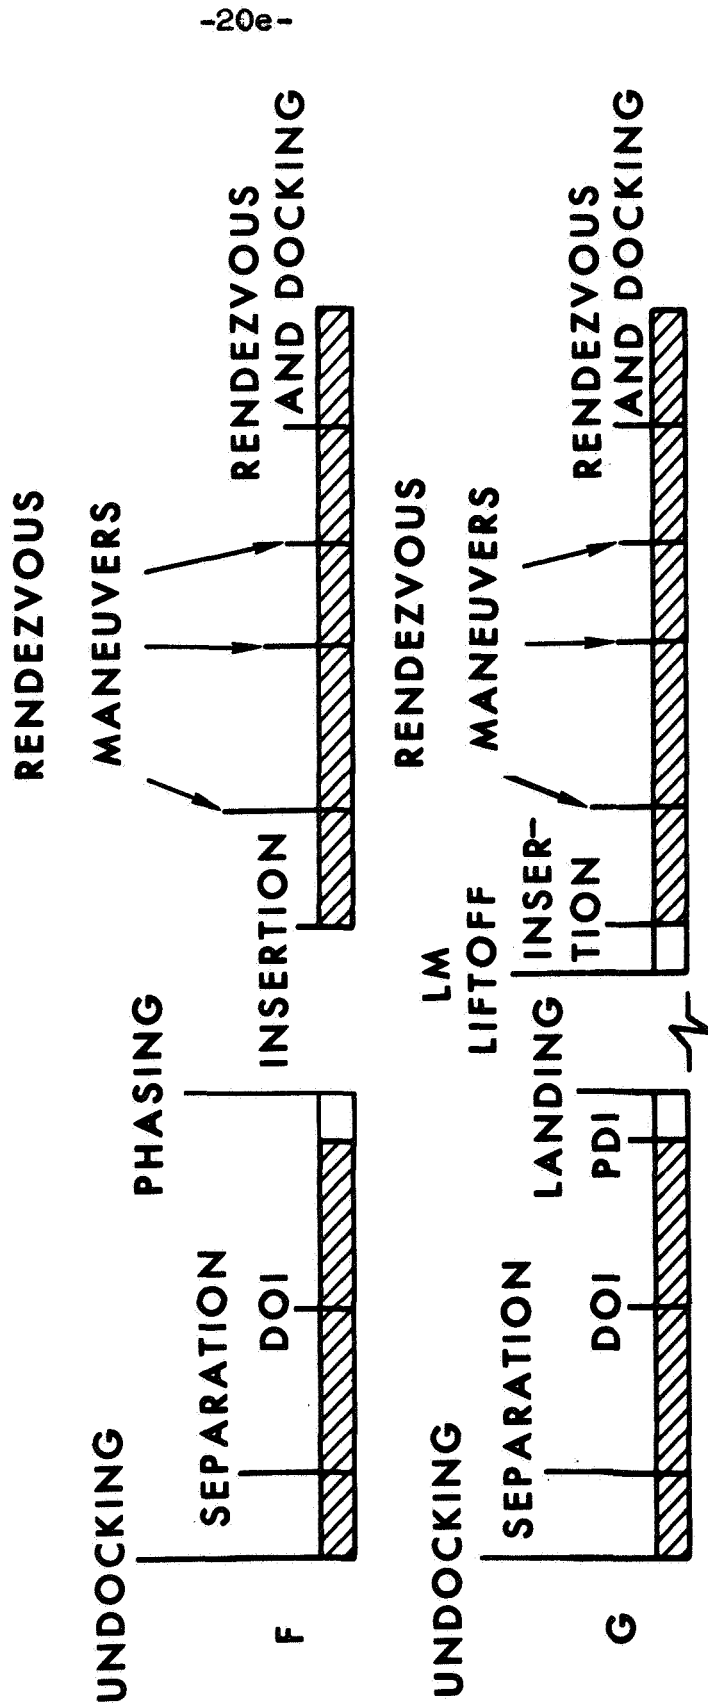 -20e-
RENDEZVOUS
MANEUVERS
UNDOCKING
PHASING
SEPARATION
DOI
INSERTION
RENDEZVOUS
AND DOCKING
F
RENDEZVOUS
MANEUVERS
UNDOCKING
SEPARATION
DOI
LANDING
PDI
LM
LIFTOFF
INSER-
TION
RENDEZVOUS
AND DOCKING
G